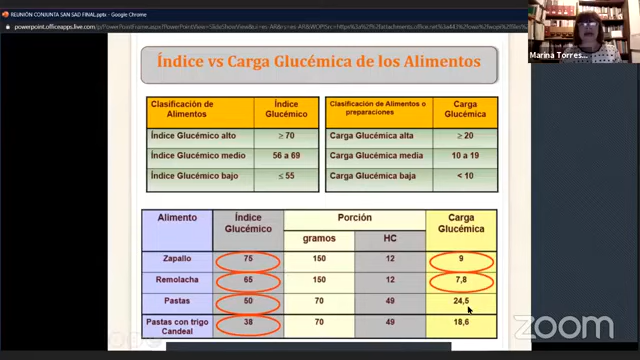 REUNIÓN CONJUNTA SAN SAD FINAL.pptx - Google Chrome
Índice vs Carga Glucémica de los Alimentos
Clasificación de Alimentos
Índice Glucémico
Índice Glucémico alto ≥ 70
Índice Glucémico medio 56 a 69
Índice Glucémico bajo ≤ 55
Clasificación de Alimentos o preparaciones
Carga Glucémica
Carga Glucémica alta ≥ 20
Carga Glucémica media 10 a 19
Carga Glucémica baja < 10
Alimento
Índice Glucémico
Porción
Carga Glucémica
gramos HC
Zapallo 75 150 12 9
Remolacha 65 150 12 7,8
Pastas 50 70 49 24,5
Pastas con trigo Candeal 38 70 49 18,6
Marina Torres...
zoom